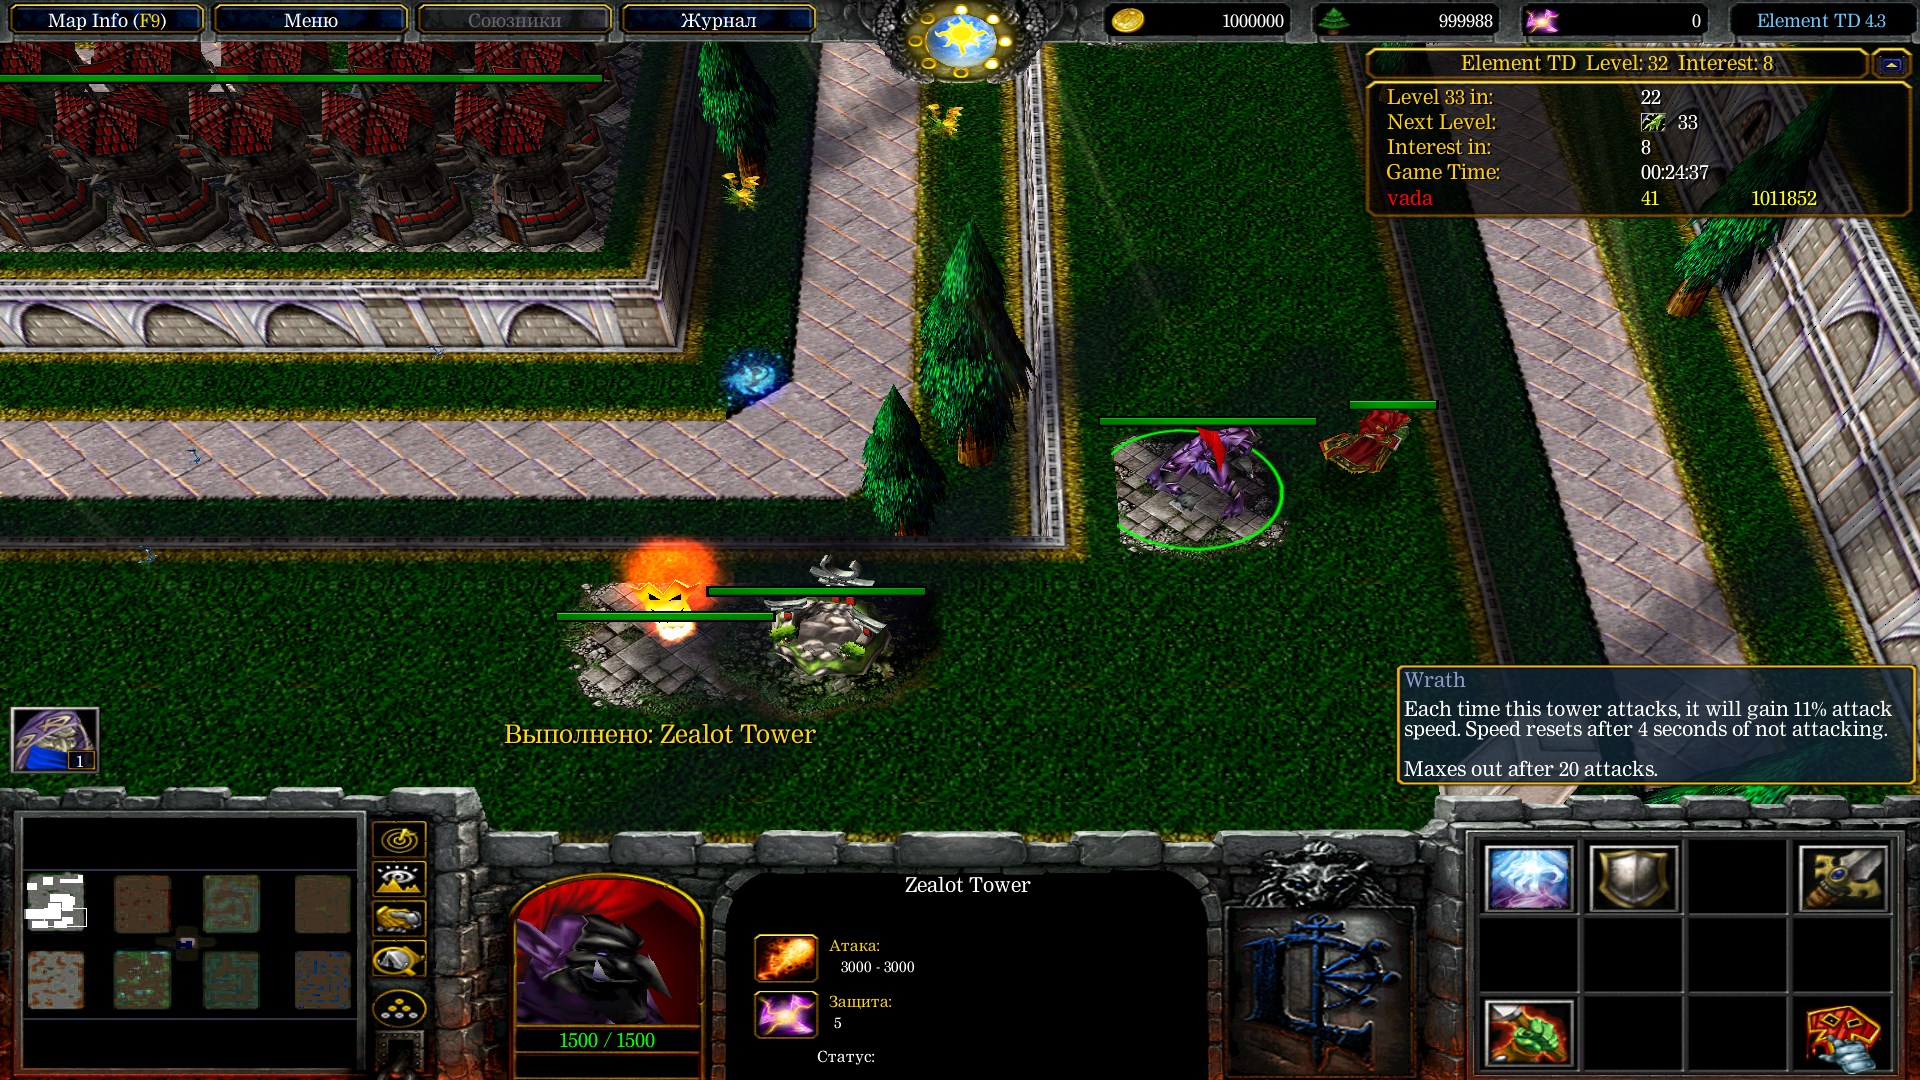 Map Info (F9)
Меню
Союзники
Журнал
1000000
999988
0
Element TD 4.3
Element TD Level: 32 Interest: 8
Level 33 in: 22
Next Level: 33
Interest in: 8
Game Time: 00:24:37
vada 41 1011852
Wrath
Each time this tower attacks, it will gain 11% attack
speed. Speed resets after 4 seconds of not attacking.
Maxes out after 20 attacks.
1
Выполнено: Zealot Tower
Zealot Tower
Атака:
3000 - 3000
Защита:
5
Статус:
1500 / 1500